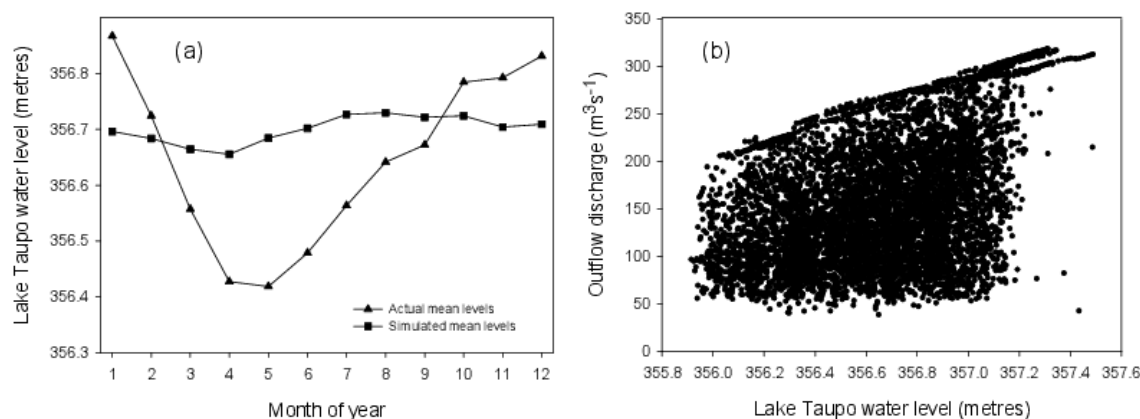 (a)
Lake Taupo water level (metres)
356.8
356.7
356.6
356.5
356.4
356.3
Actual mean levels
Simulated mean levels
1 2 3 4 5 6 7 8 9 10 11 12
Month of year
(b)
Outflow discharge (m³s⁻¹)
350
300
250
200
150
100
50
0
355.8 356.0 356.2 356.4 356.6 356.8 357.0 357.2 357.4 357.6
Lake Taupo water level (metres)